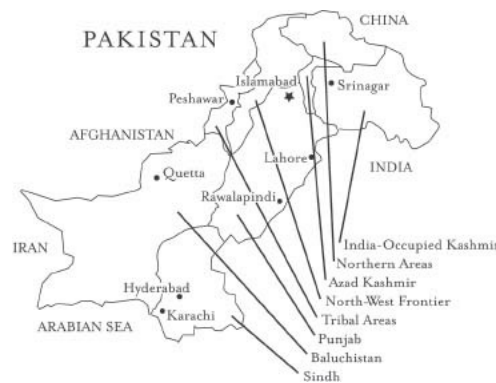 CHINA
PAKISTAN
Islamabad
Srinagar
Peshawar
AFGHANISTAN
Lahore
INDIA
Quetta
Rawalapindi
IRAN
India-Occupied Kashmir
Northern Areas
Azad Kashmir
Hyderabad
North-West Frontier
Karachi
Tribal Areas
ARABIAN SEA
Punjab
Baluchistan
Sindh